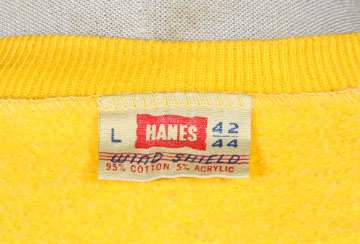 L HANES 42
44
WIND SHIELD
95% COTTON 5% ACRYLIC